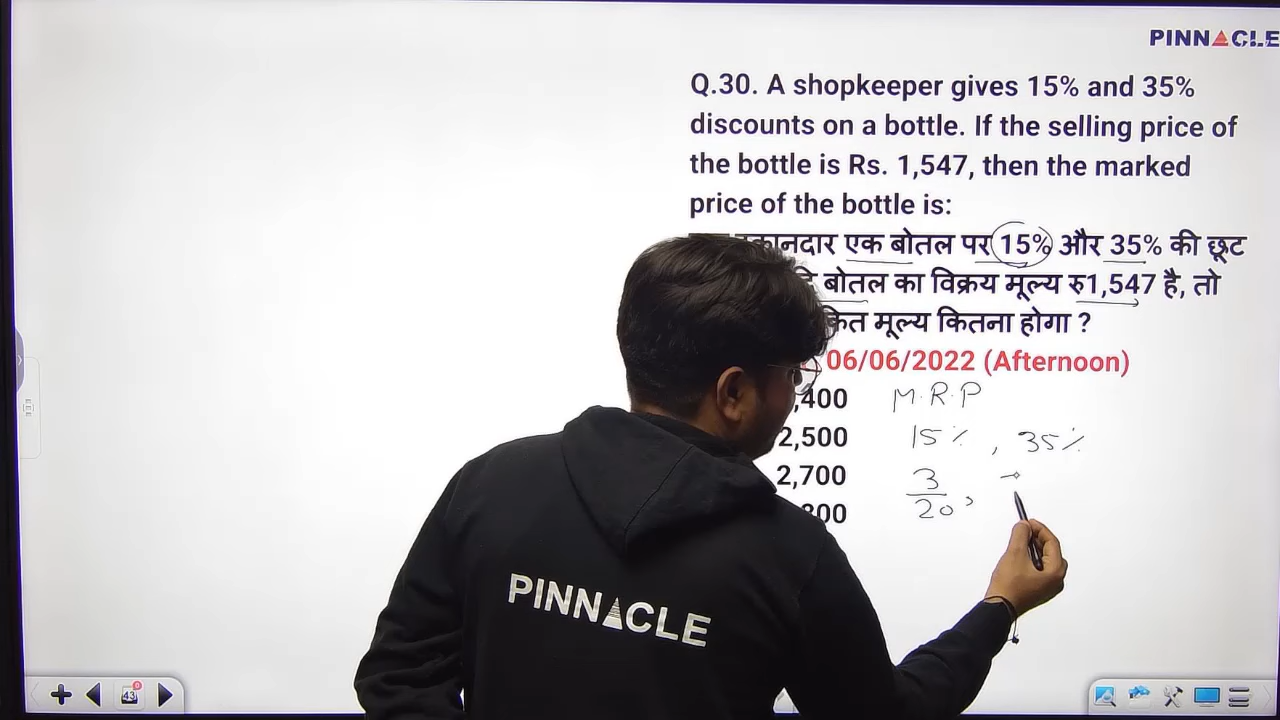 PINNACLE
Q.30. A shopkeeper gives 15% and 35%
discounts on a bottle. If the selling price of
the bottle is Rs. 1,547, then the marked
price of the bottle is:
एक बोतल पर 15% और 35% की छूट
बोतल का विक्रय मूल्य रु1,547 है, तो
मूल्य कितना होगा ?
06/06/2022 (Afternoon)
,400 M.R.P
2,500 15% , 35%
2,700 3/20,
PINNACLE
43